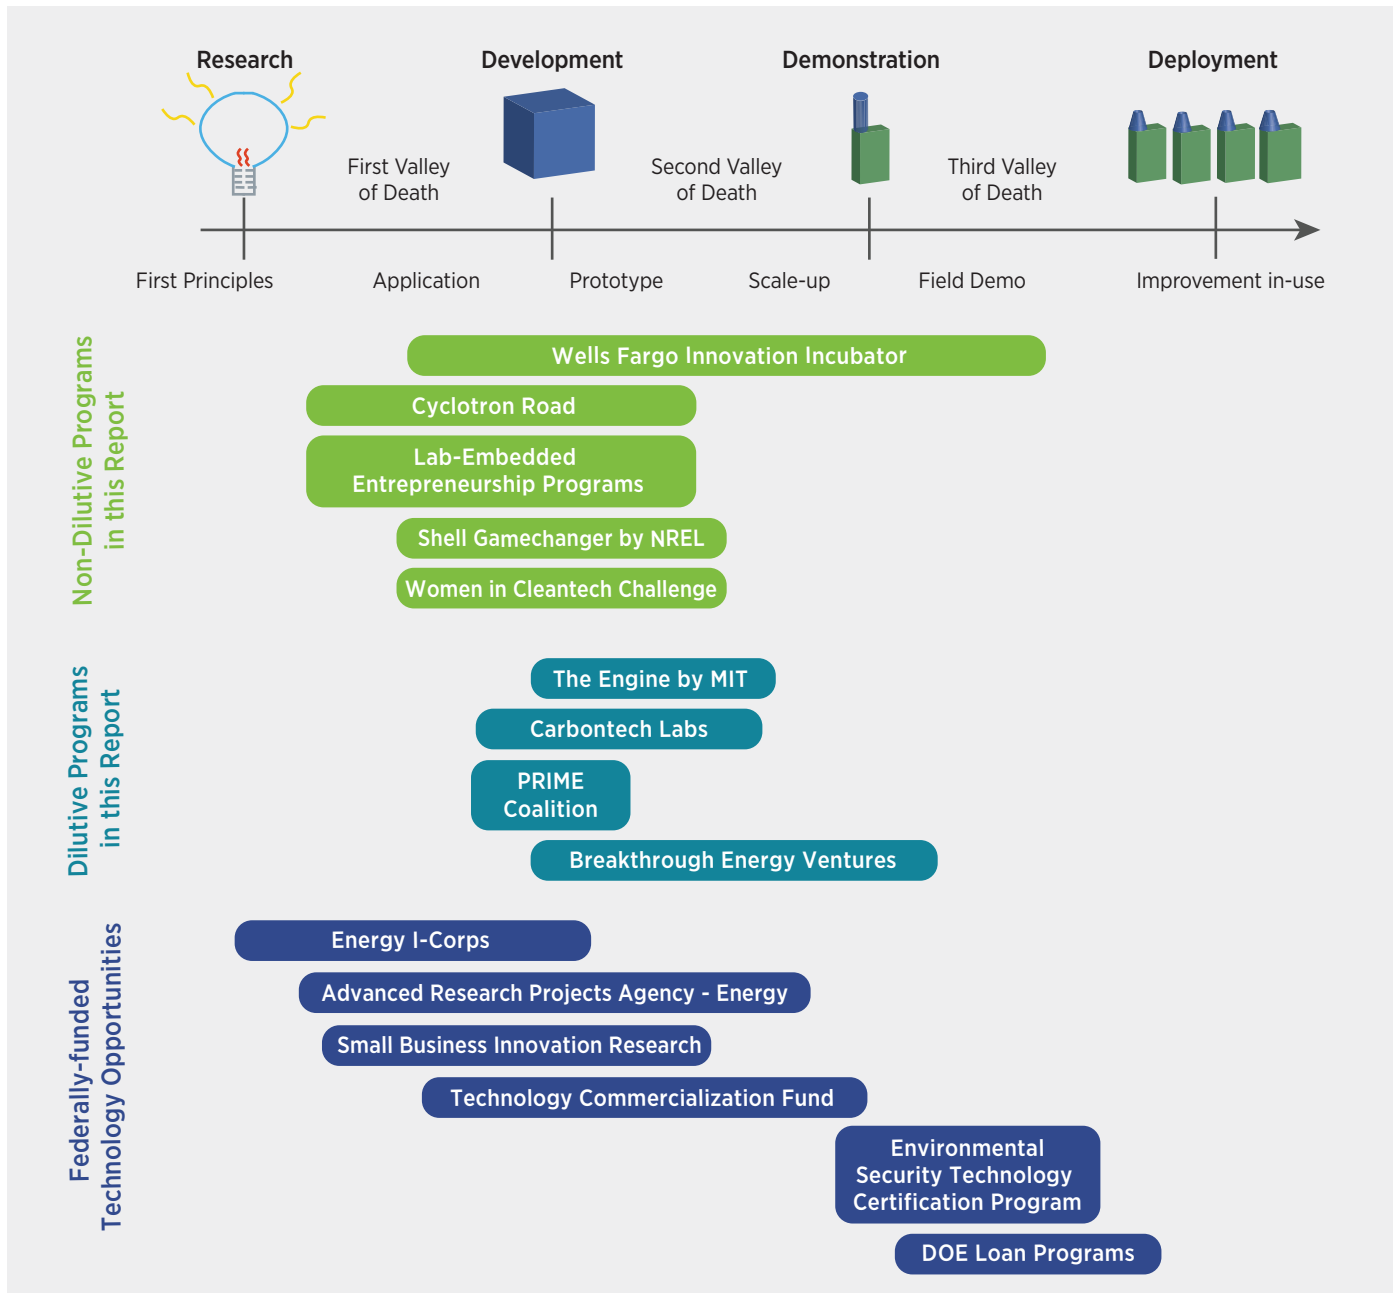 Research
Development
Demonstration
Deployment
First Valley
of Death
Second Valley
of Death
Third Valley
of Death
First Principles
Application
Prototype
Scale-up
Field Demo
Improvement in-use
Non-Dilutive Programs
in this Report
Wells Fargo Innovation Incubator
Cyclotron Road
Lab-Embedded
Entrepreneurship Programs
Shell Gamechanger by NREL
Women in Cleantech Challenge
Dilutive Programs
in this Report
The Engine by MIT
Carbontech Labs
PRIME
Coalition
Breakthrough Energy Ventures
Federally-funded
Technology Opportunities
Energy I-Corps
Advanced Research Projects Agency - Energy
Small Business Innovation Research
Technology Commercialization Fund
Environmental
Security Technology
Certification Program
DOE Loan Programs